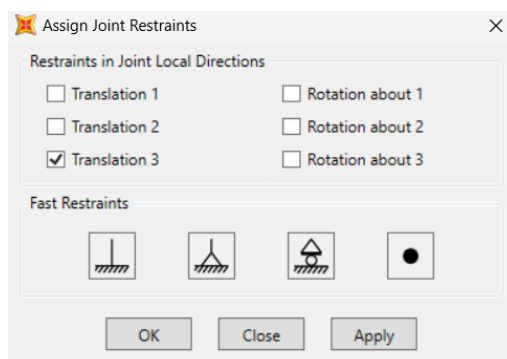 Assign Joint Restraints
Restraints in Joint Local Directions
Translation 1
Rotation about 1
Translation 2
Rotation about 2
Translation 3
Rotation about 3
Fast Restraints
OK
Close
Apply